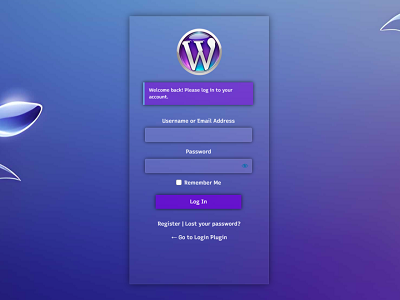 W
Welcome back! Please log in to your
account.
Username or Email Address
Password
Remember Me
Log In
Register | Lost your password?
← Go to Login Plugin